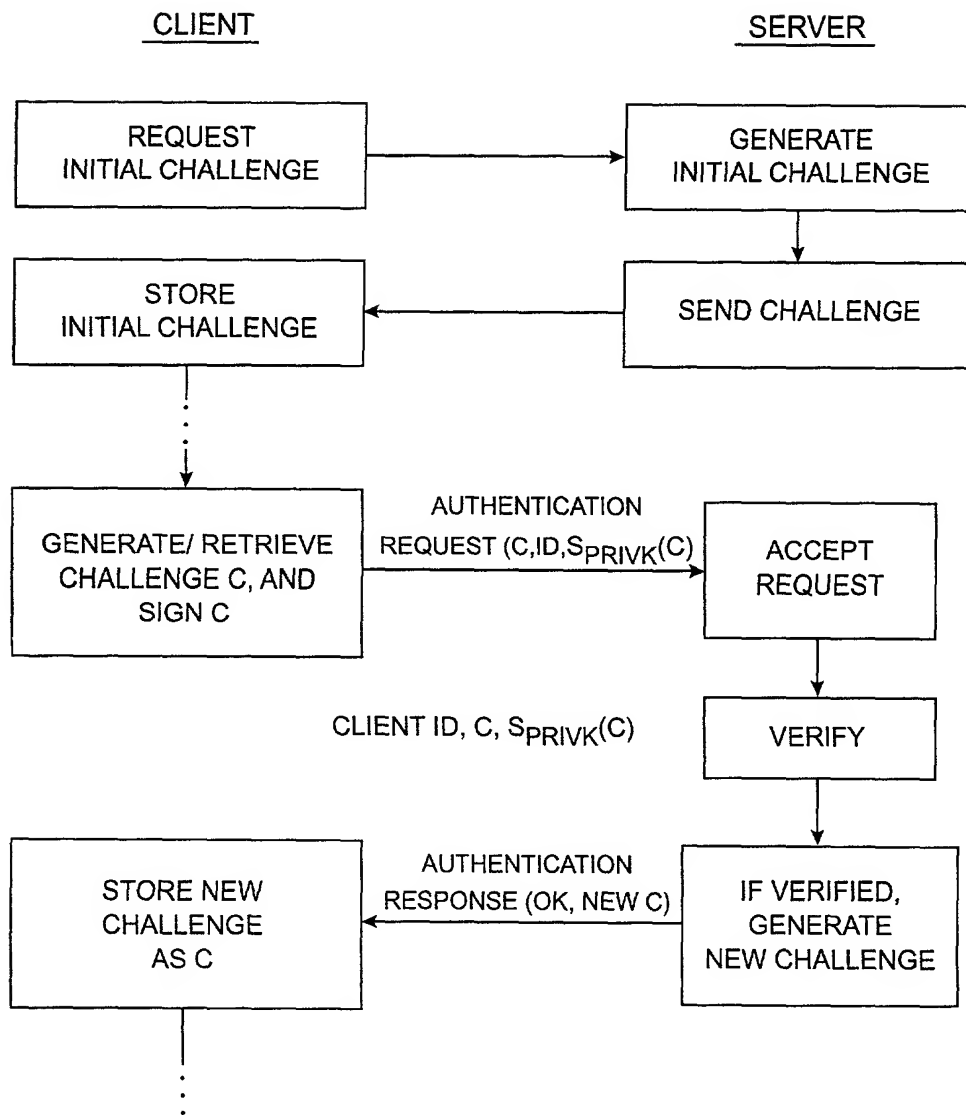 CLIENT
SERVER
REQUEST
INITIAL CHALLENGE
GENERATE
INITIAL CHALLENGE
STORE
INITIAL CHALLENGE
SEND CHALLENGE
GENERATE/ RETRIEVE
CHALLENGE C, AND
SIGN C
AUTHENTICATION
REQUEST (C,ID,SPRIVK(C)
ACCEPT
REQUEST
CLIENT ID, C, SPRIVK(C)
VERIFY
STORE NEW
CHALLENGE
AS C
AUTHENTICATION
RESPONSE (OK, NEW C)
IF VERIFIED,
GENERATE
NEW CHALLENGE